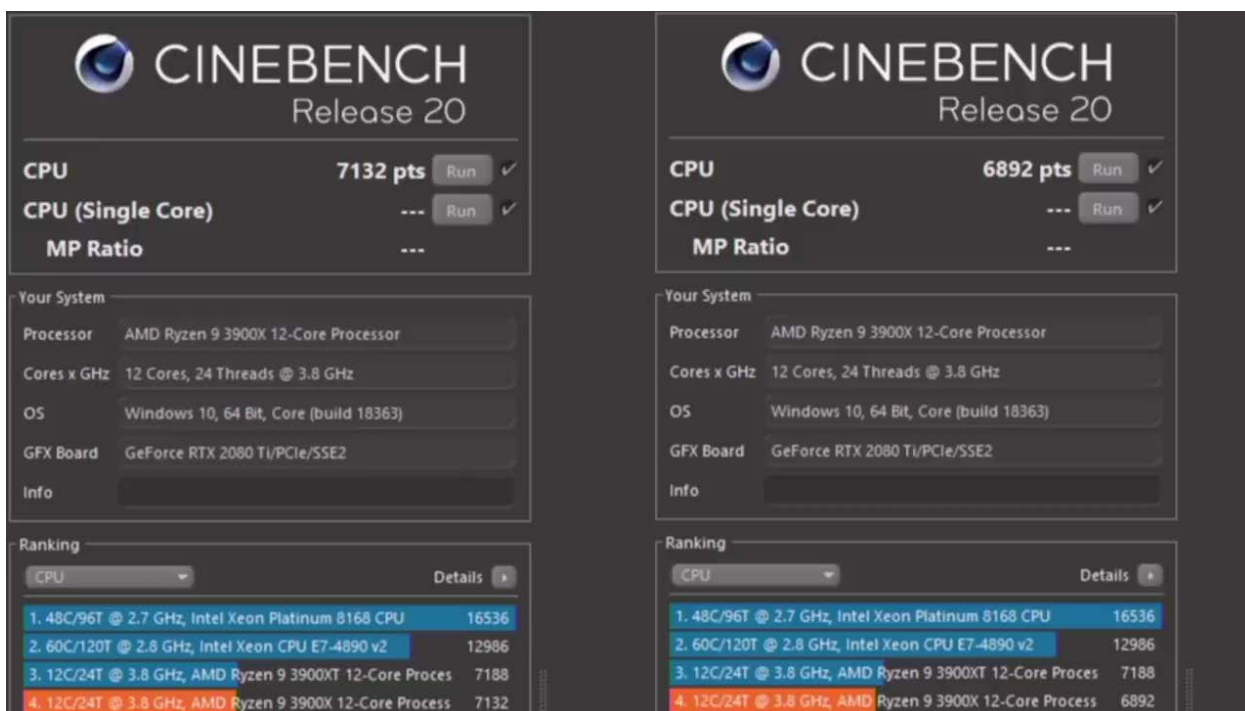 CINEBENCH
Release 20
CPU 7132 pts Run
CPU (Single Core) --- Run
MP Ratio ---
Your System
Processor AMD Ryzen 9 3900X 12-Core Processor
Cores x GHz 12 Cores, 24 Threads @ 3.8 GHz
OS Windows 10, 64 Bit, Core (build 18363)
GFX Board GeForce RTX 2080 Ti/PCIe/SSE2
Info
Ranking
CPU Details
1. 48C/96T @ 2.7 GHz, Intel Xeon Platinum 8168 CPU 16536
2. 60C/120T @ 2.8 GHz, Intel Xeon CPU E7-4890 v2 12986
3. 12C/24T @ 3.8 GHz, AMD Ryzen 9 3900XT 12-Core Proces 7188
4. 12C/24T @ 3.8 GHz, AMD Ryzen 9 3900X 12-Core Process 7132
CINEBENCH
Release 20
CPU 6892 pts Run
CPU (Single Core) --- Run
MP Ratio ---
Your System
Processor AMD Ryzen 9 3900X 12-Core Processor
Cores x GHz 12 Cores, 24 Threads @ 3.8 GHz
OS Windows 10, 64 Bit, Core (build 18363)
GFX Board GeForce RTX 2080 Ti/PCIe/SSE2
Info
Ranking
CPU Details
1. 48C/96T @ 2.7 GHz, Intel Xeon Platinum 8168 CPU 16536
2. 60C/120T @ 2.8 GHz, Intel Xeon CPU E7-4890 v2 12986
3. 12C/24T @ 3.8 GHz, AMD Ryzen 9 3900XT 12-Core Proces 7188
4. 12C/24T @ 3.8 GHz, AMD Ryzen 9 3900X 12-Core Process 6892